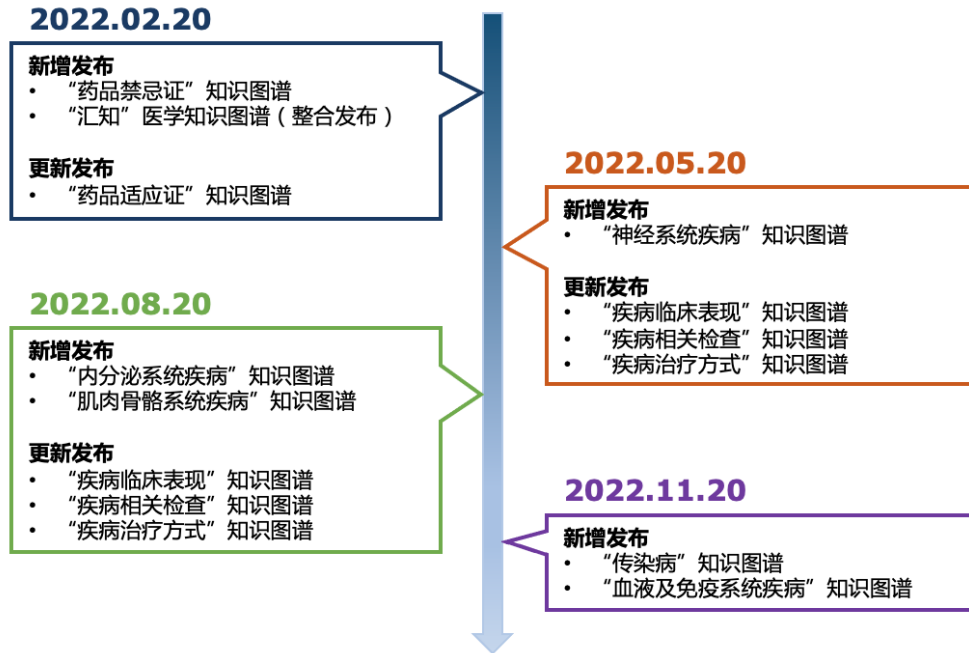 2022.02.20
新增发布
• “药品禁忌证”知识图谱
• “汇知”医学知识图谱（整合发布）
更新发布
• “药品适应证”知识图谱
2022.05.20
新增发布
• “神经系统疾病”知识图谱
更新发布
• “疾病临床表现”知识图谱
• “疾病相关检查”知识图谱
• “疾病治疗方式”知识图谱
2022.08.20
新增发布
• “内分泌系统疾病”知识图谱
• “肌肉骨骼系统疾病”知识图谱
更新发布
• “疾病临床表现”知识图谱
• “疾病相关检查”知识图谱
• “疾病治疗方式”知识图谱
2022.11.20
新增发布
• “传染病”知识图谱
• “血液及免疫系统疾病”知识图谱